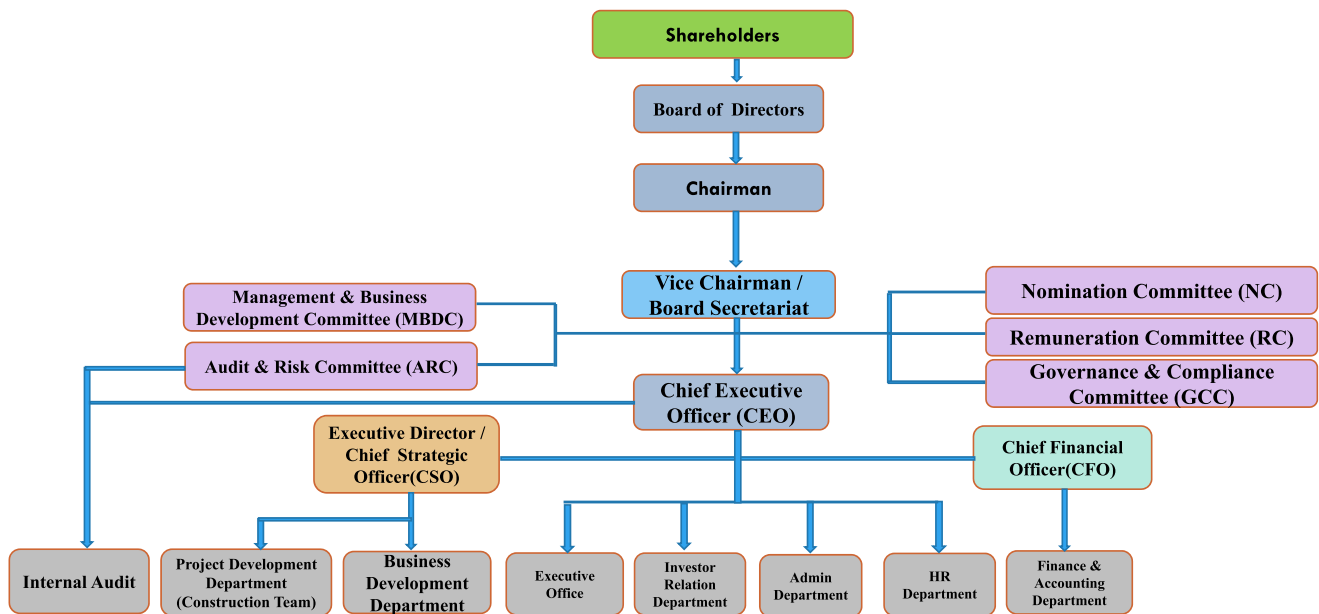 Shareholders
Board of Directors
Chairman
Vice Chairman /
Board Secretariat
Management & Business
Development Committee (MBDC)
Audit & Risk Committee (ARC)
Nomination Committee (NC)
Remuneration Committee (RC)
Governance & Compliance
Committee (GCC)
Chief Executive
Officer (CEO)
Executive Director /
Chief Strategic
Officer(CSO)
Chief Financial
Officer(CFO)
Internal Audit
Project Development
Department
(Construction Team)
Business
Development
Department
Executive
Office
Investor
Relation
Department
Admin
Department
HR
Department
Finance &
Accounting
Department